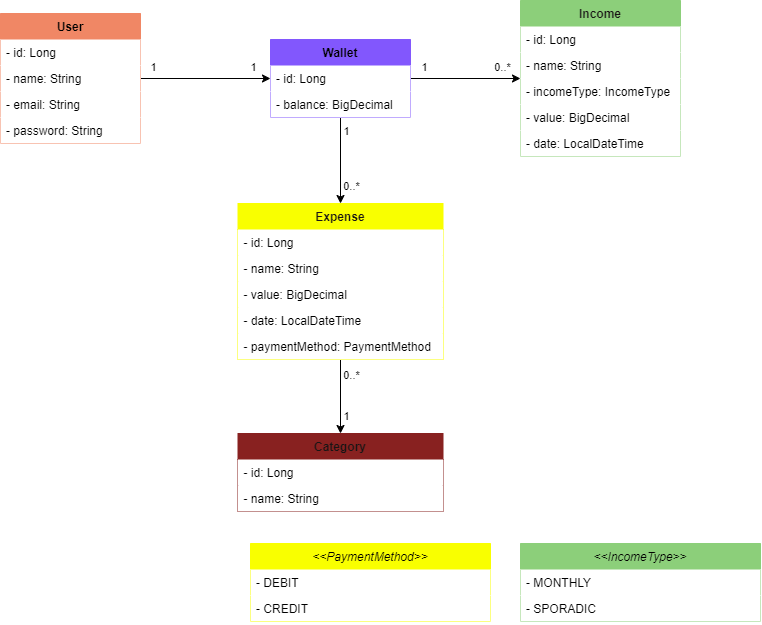 User
- id: Long
- name: String
- email: String
- password: String
1
1
Wallet
- id: Long
- balance: BigDecimal
1
0..*
Income
- id: Long
- name: String
- incomeType: IncomeType
- value: BigDecimal
- date: LocalDateTime
1
0..*
Expense
- id: Long
- name: String
- value: BigDecimal
- date: LocalDateTime
- paymentMethod: PaymentMethod
0..*
1
Category
- id: Long
- name: String
<<PaymentMethod>>
- DEBIT
- CREDIT
<<IncomeType>>
- MONTHLY
- SPORADIC